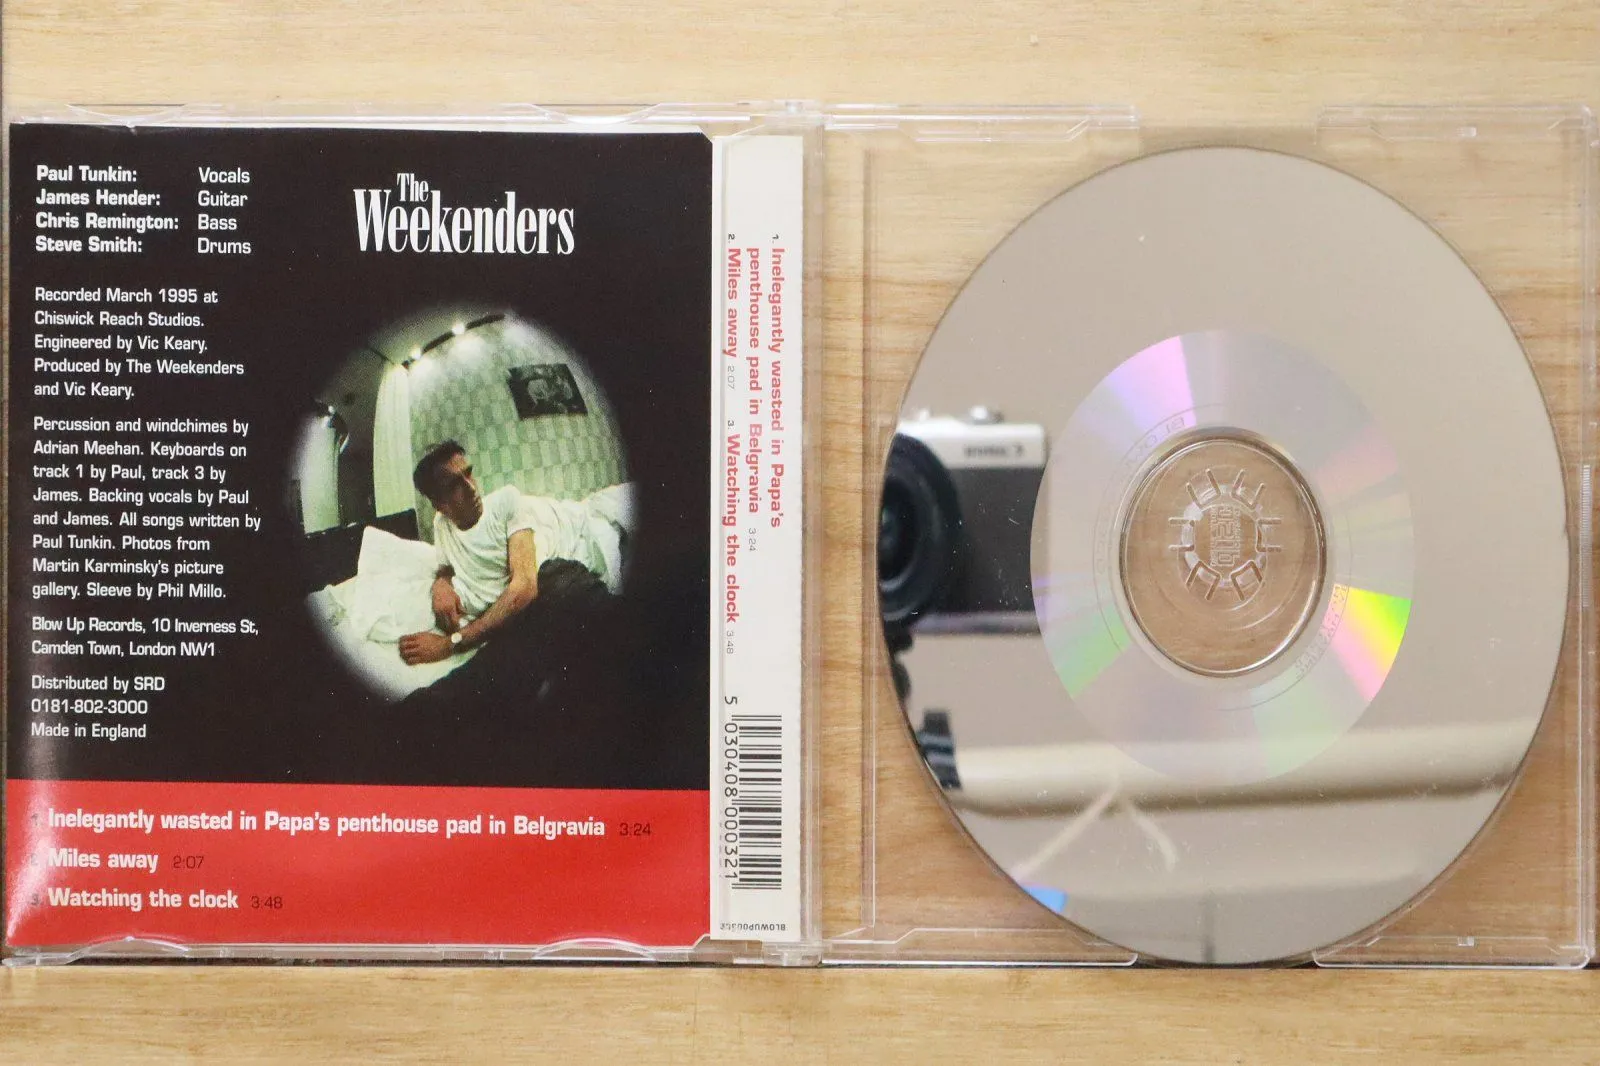 Paul Tunkin: Vocals
James Hender: Guitar
Chris Remington: Bass
Steve Smith: Drums
Recorded March 1995 at
Chiswick Reach Studios.
Engineered by Vic Keary.
Produced by The Weekenders
and Vic Keary.
Percussion and windchimes by
Adrian Meehan. Keyboards on
track 1 by Paul, track 3 by
James. Backing vocals by Paul
and James. All songs written by
Paul Tunkin. Photos from
Martin Karminsky's picture
gallery. Sleeve by Phil Millo.
Blow Up Records, 10 Inverness St,
Camden Town, London NW1
Distributed by SRD
0181-802-3000
Made in England
The
Weekenders
1 Inelegantly wasted in Papa's penthouse pad in Belgravia 3:24
2 Miles away 2:07
3 Watching the clock 3:48
1. Inelegantly wasted in Papa's
penthouse pad in Belgravia 3:24
2. Miles away 2:07 3. Watching the clock 3:48
5 030408 000321